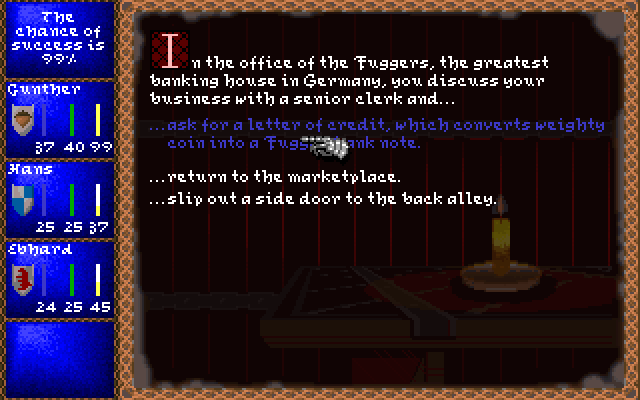 The
chance of
success is
99%
Gunther
37 40 99
Hans
25 25 37
Ebhard
24 25 45
In the office of the Fuggers, the greatest
banking house in Germany, you discuss your
business with a senior clerk and...
...ask for a letter of credit, which converts weighty
coin into a Fugger bank note.
...return to the marketplace.
...slip out a side door to the back alley.